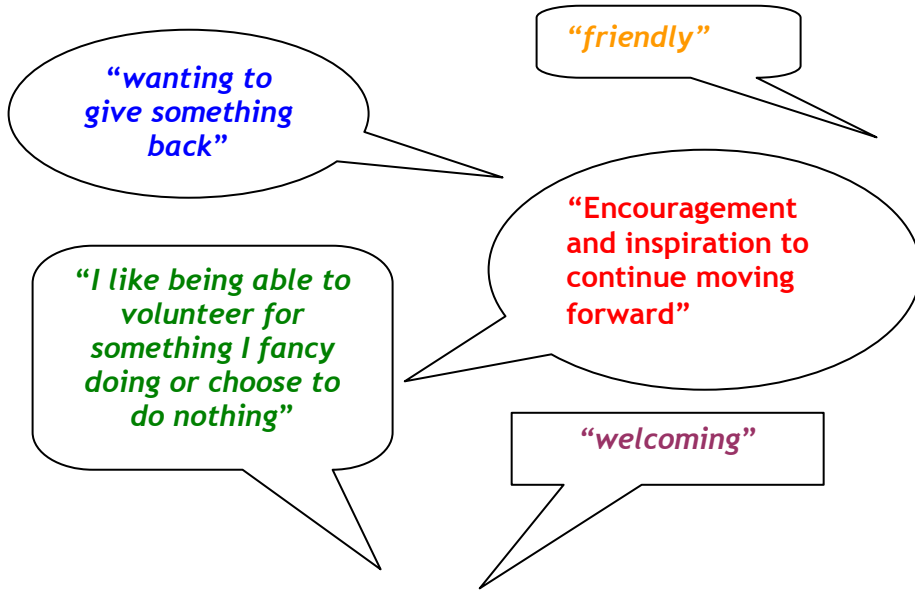 “wanting to
give something
back”
“friendly”
“Encouragement
and inspiration to
continue moving
forward”
“I like being able to
volunteer for
something I fancy
doing or choose to
do nothing”
“welcoming”